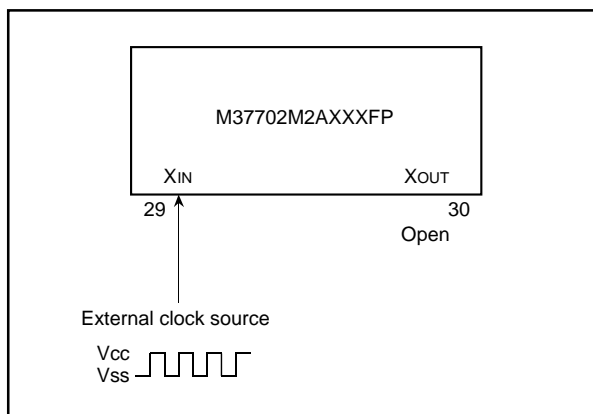 M37702M2AXXXFP
XIN XOUT
29 30
Open
External clock source
Vcc
Vss